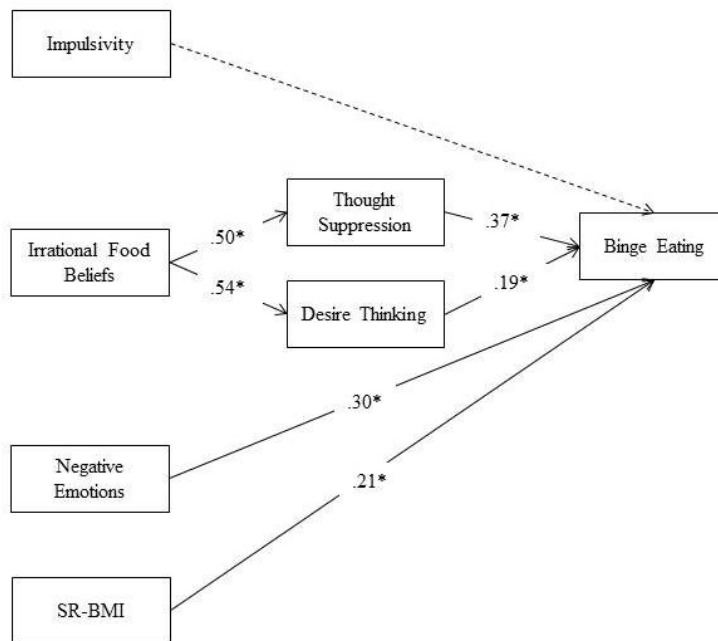 Impulsivity
Thought
Suppression
.50*
.37*
Irrational Food
Beliefs
Binge Eating
.54*
.19*
Desire Thinking
.30*
Negative
Emotions
.21*
SR-BMI